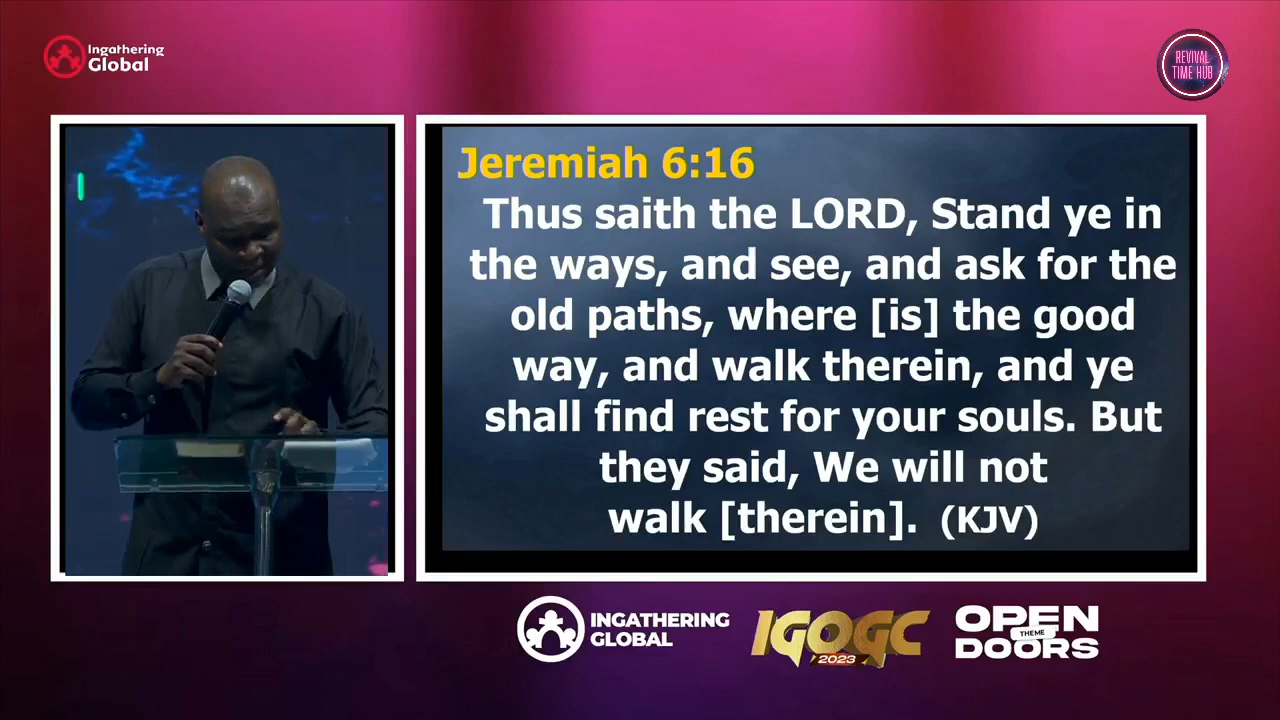 Ingathering
Global
REVIVAL
TIME HUB
Jeremiah 6:16
Thus saith the LORD, Stand ye in
the ways, and see, and ask for the
old paths, where [is] the good
way, and walk therein, and ye
shall find rest for your souls. But
they said, We will not
walk [therein]. (KJV)
INGATHERING
GLOBAL
IGOGC
2023
OPEN
THEME
DOORS